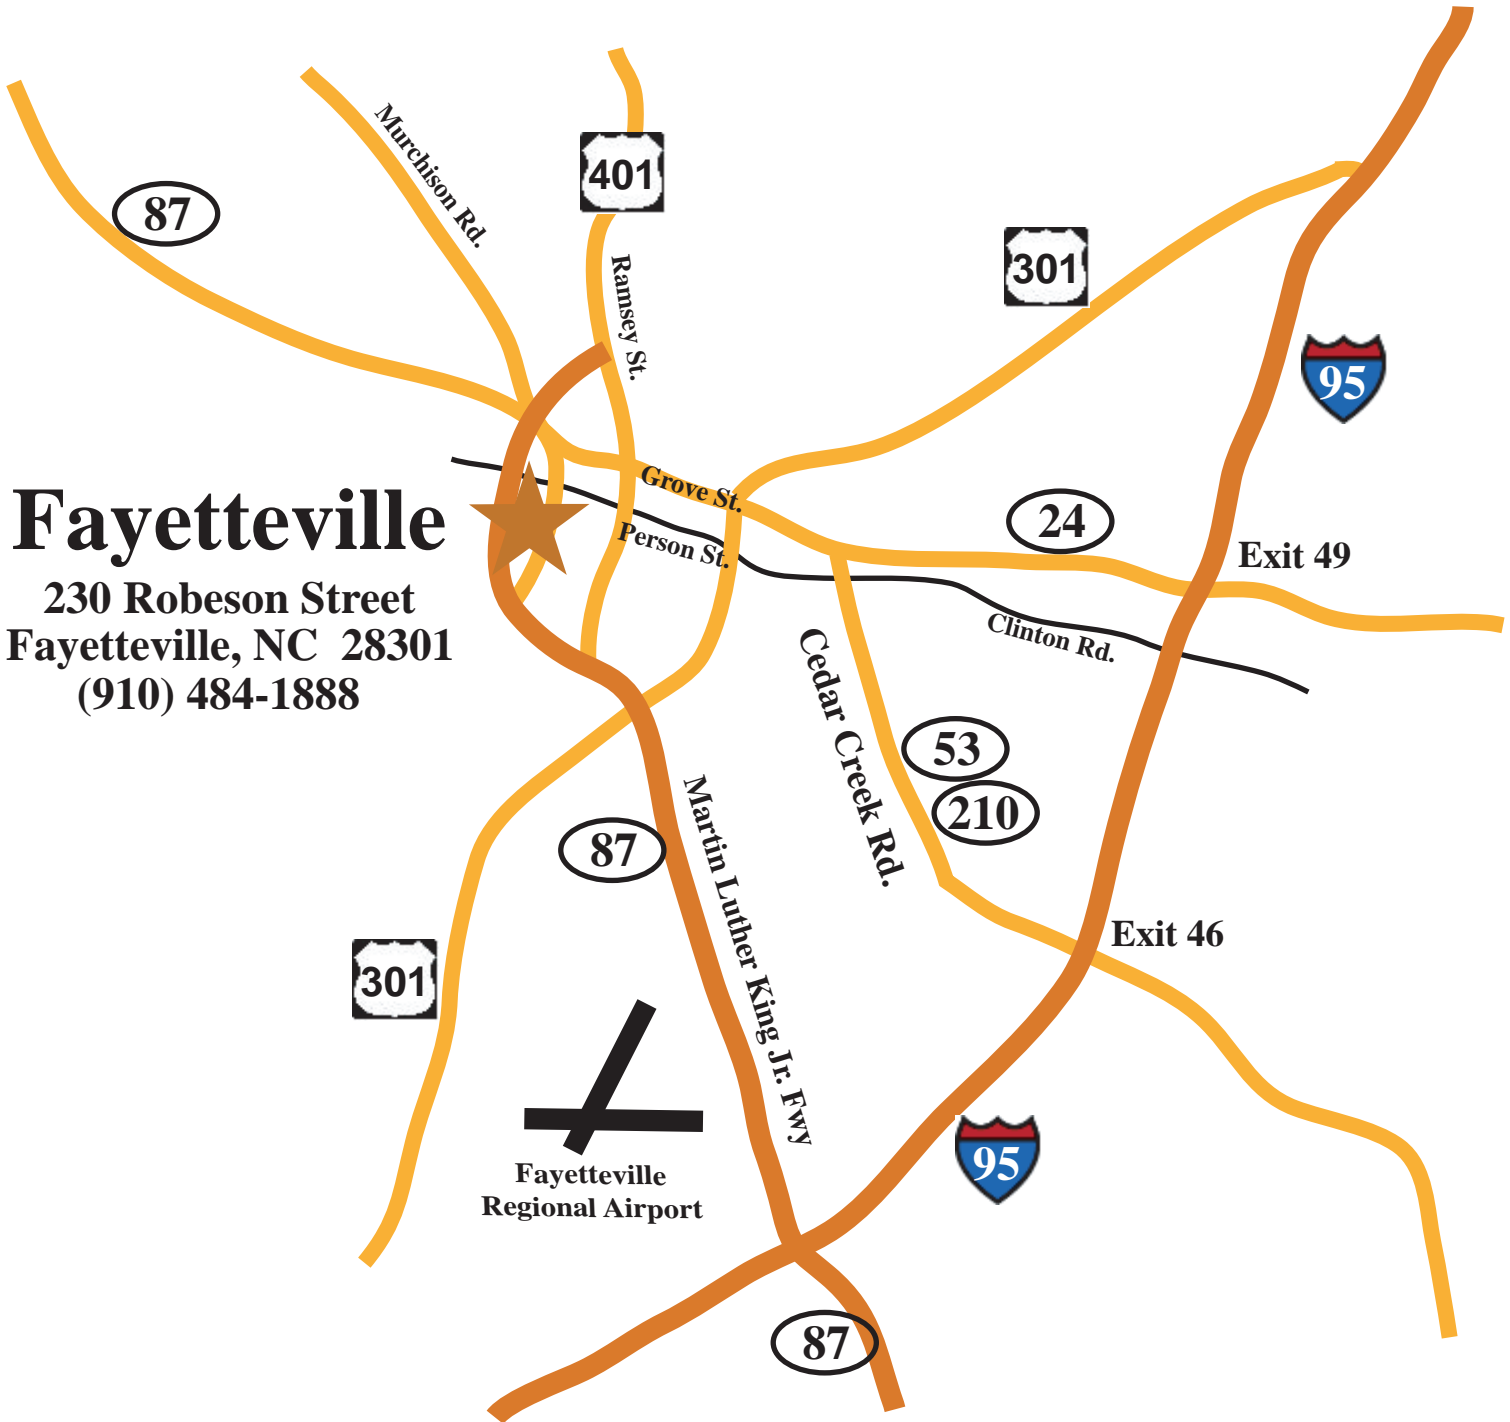 87
Murchison Rd.
401
Ramsey St.
301
95
Grove St.
Person St.
24
Exit 49
Fayetteville
230 Robeson Street
Fayetteville, NC  28301
(910) 484-1888
Clinton Rd.
Cedar Creek Rd.
53
210
87
Martin Luther King Jr. Fwy
Exit 46
301
95
Fayetteville
Regional Airport
87